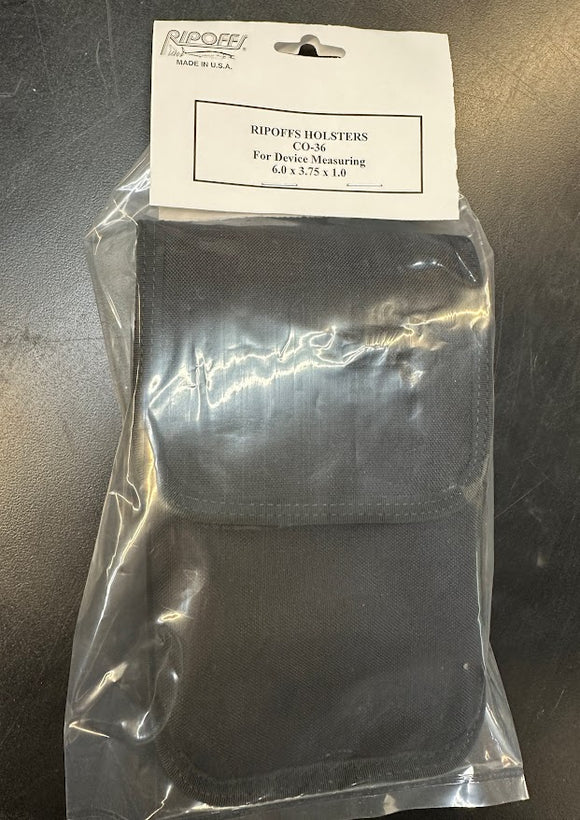 RIPOFFS®
MADE IN U.S.A.
RIPOFFS HOLSTERS
CO-36
For Device Measuring
6.0 x 3.75 x 1.0